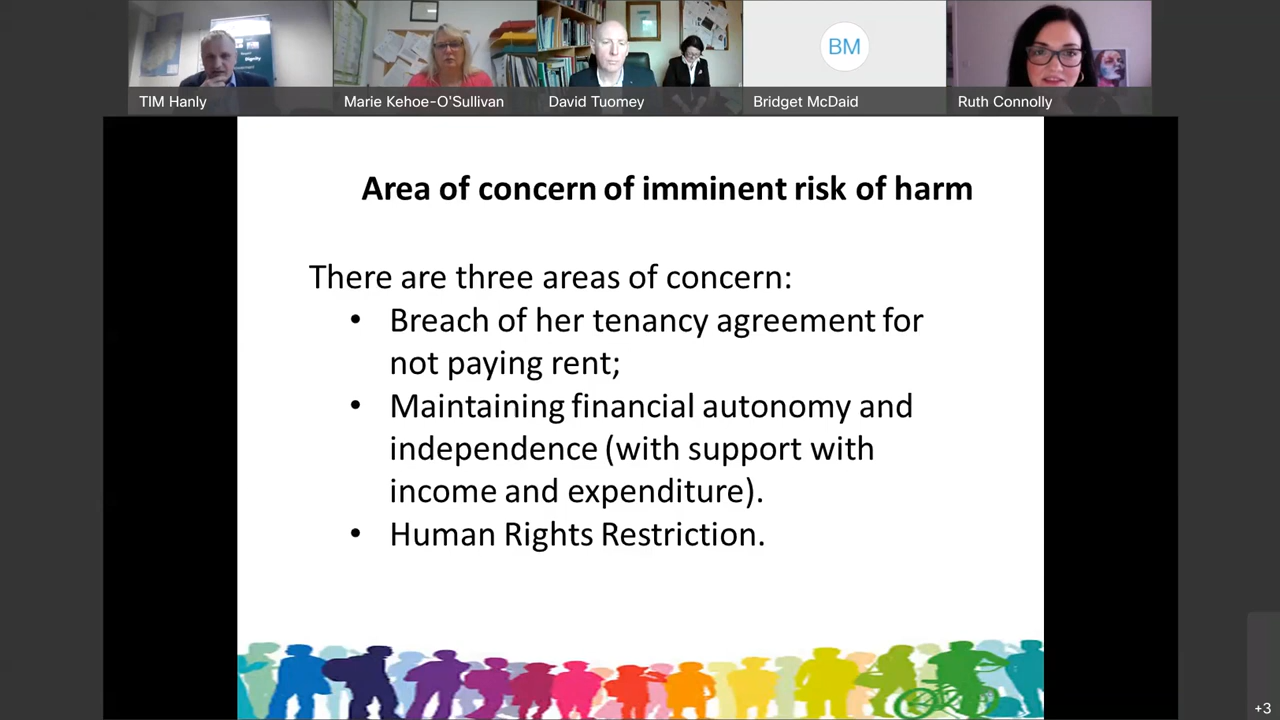 BM
TIM Hanly
Marie Kehoe-O'Sullivan
David Tuomey
Bridget McDaid
Ruth Connolly
Area of concern of imminent risk of harm
There are three areas of concern:
• Breach of her tenancy agreement for
not paying rent;
• Maintaining financial autonomy and
independence (with support with
income and expenditure).
• Human Rights Restriction.
+3